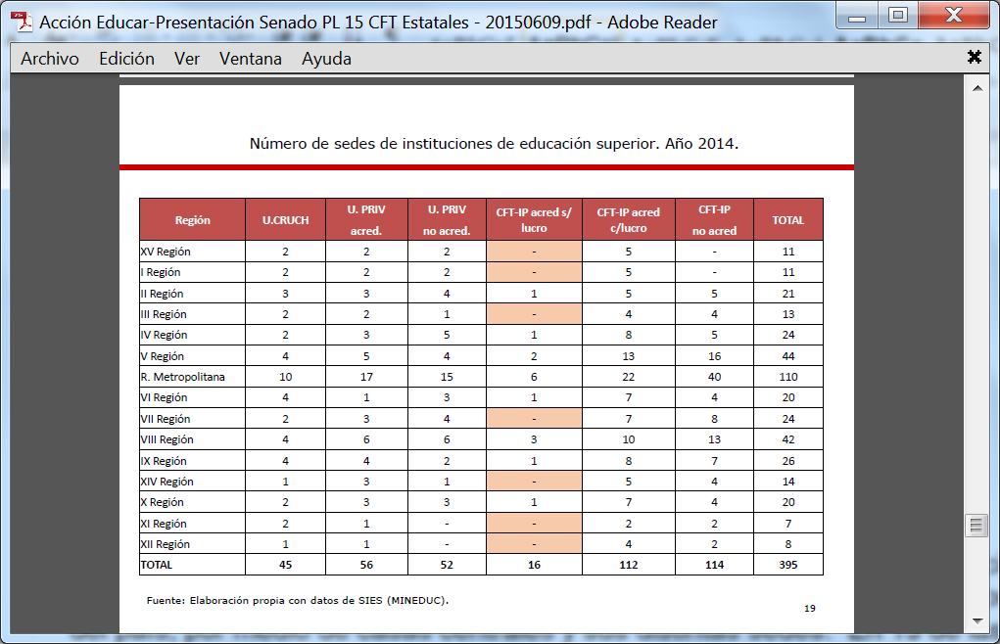 Acción Educar-Presentación Senado PL 15 CFT Estatales - 20150609.pdf - Adobe Reader
Archivo Edición Ver Ventana Ayuda
Número de sedes de instituciones de educación superior. Año 2014.
Región U.CRUCH U. PRIV acred. U. PRIV no acred. CFT-IP acred s/ lucro CFT-IP acred c/lucro CFT-IP no acred TOTAL
XV Región 2 2 2 - 5 - 11
I Región 2 2 2 - 5 - 11
II Región 3 3 4 1 5 5 21
III Región 2 2 1 - 4 4 13
IV Región 2 3 5 1 8 5 24
V Región 4 5 4 2 13 16 44
R. Metropolitana 10 17 15 6 22 40 110
VI Región 4 1 3 1 7 4 20
VII Región 2 3 4 - 7 8 24
VIII Región 4 6 6 3 10 13 42
IX Región 4 4 2 1 8 7 26
XIV Región 1 3 1 - 5 4 14
X Región 2 3 3 1 7 4 20
XI Región 2 1 - - 2 2 7
XII Región 1 1 - - 4 2 8
TOTAL 45 56 52 16 112 114 395
Fuente: Elaboración propia con datos de SIES (MINEDUC).
19